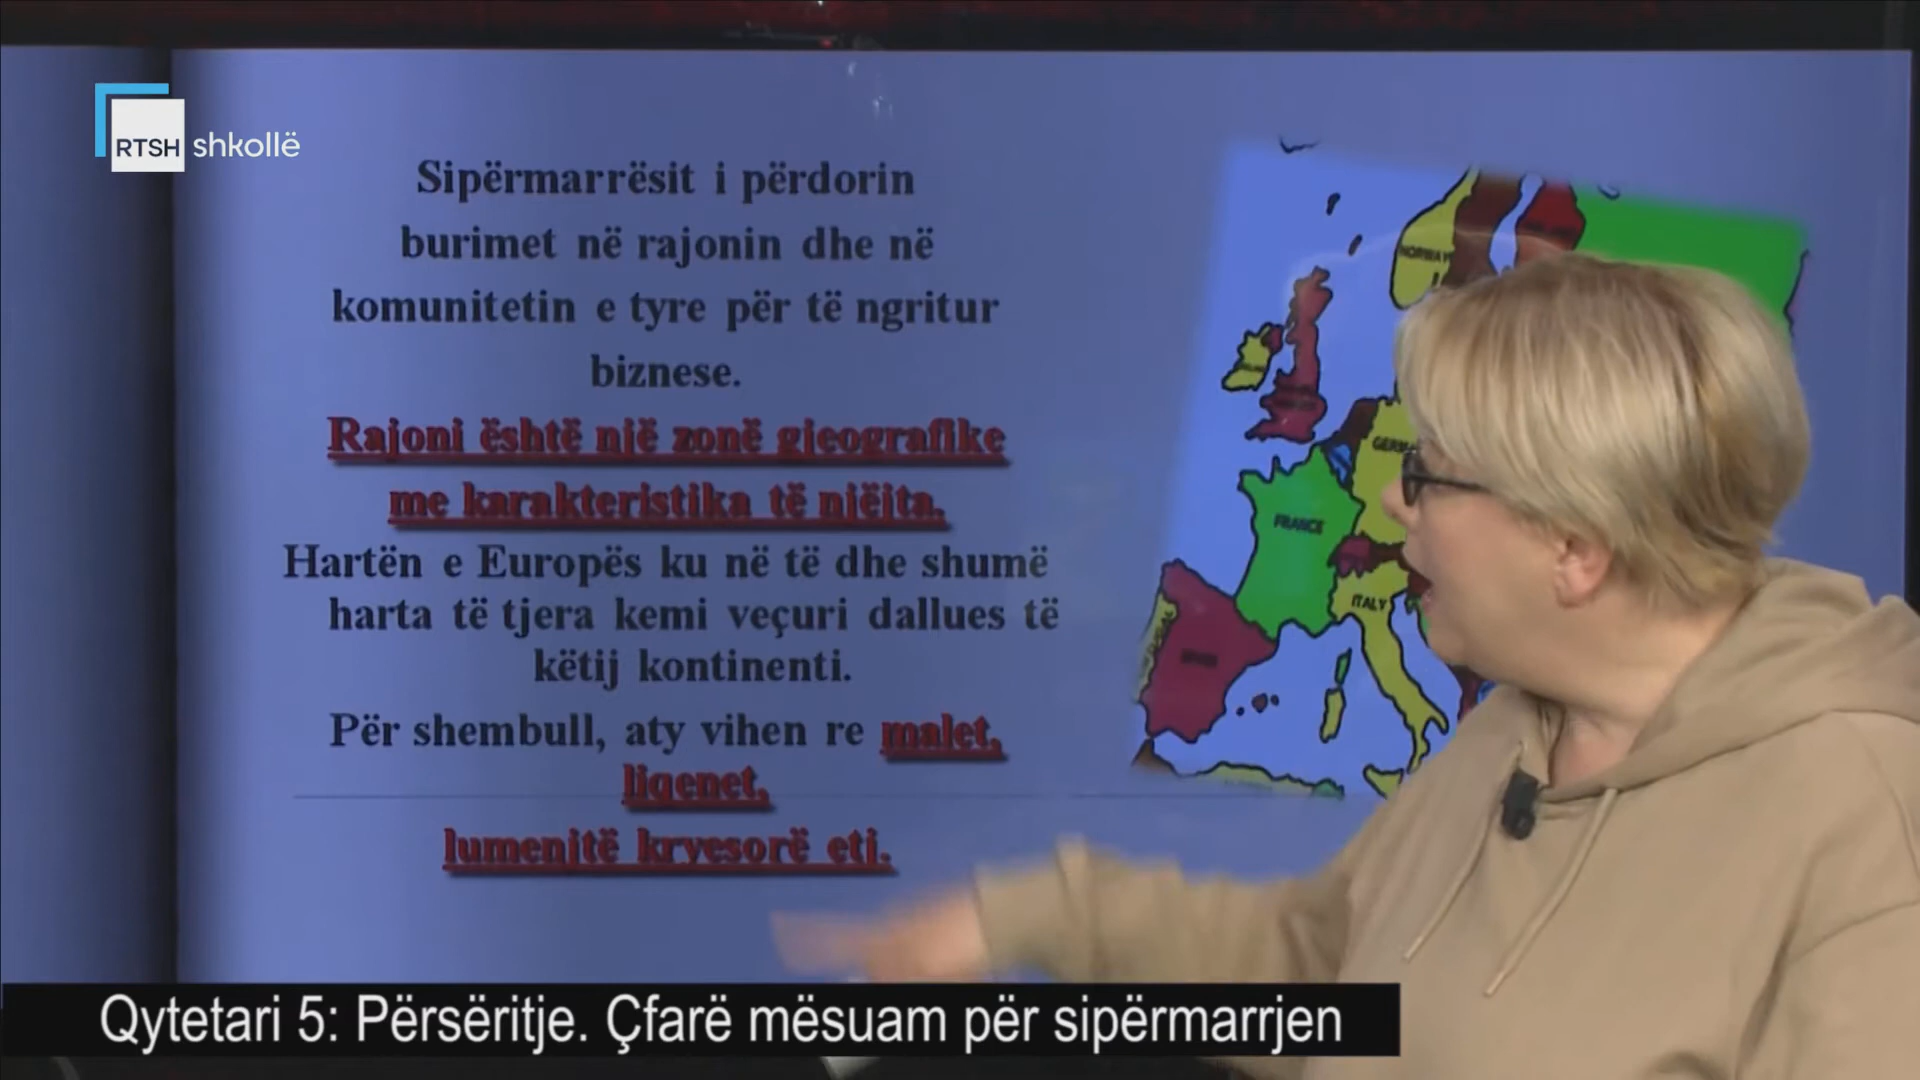 RTSH shkollë
Sipërmarrësit i përdorin
burimet në rajonin dhe në
komunitetin e tyre për të ngritur
biznese.
Rajoni është një zonë gjeografike
me karakteristika të njëjta.
Hartën e Europës ku në të dhe shumë
harta të tjera kemi veçuri dallues të
këtij kontinenti.
Për shembull, aty vihen re malet,
liqenet,
lumenjtë kryesorë etj.
NORWAY
FRANCE
ITALY
SPAIN
Qytetari 5: Përsëritje. Çfarë mësuam për sipërmarrjen